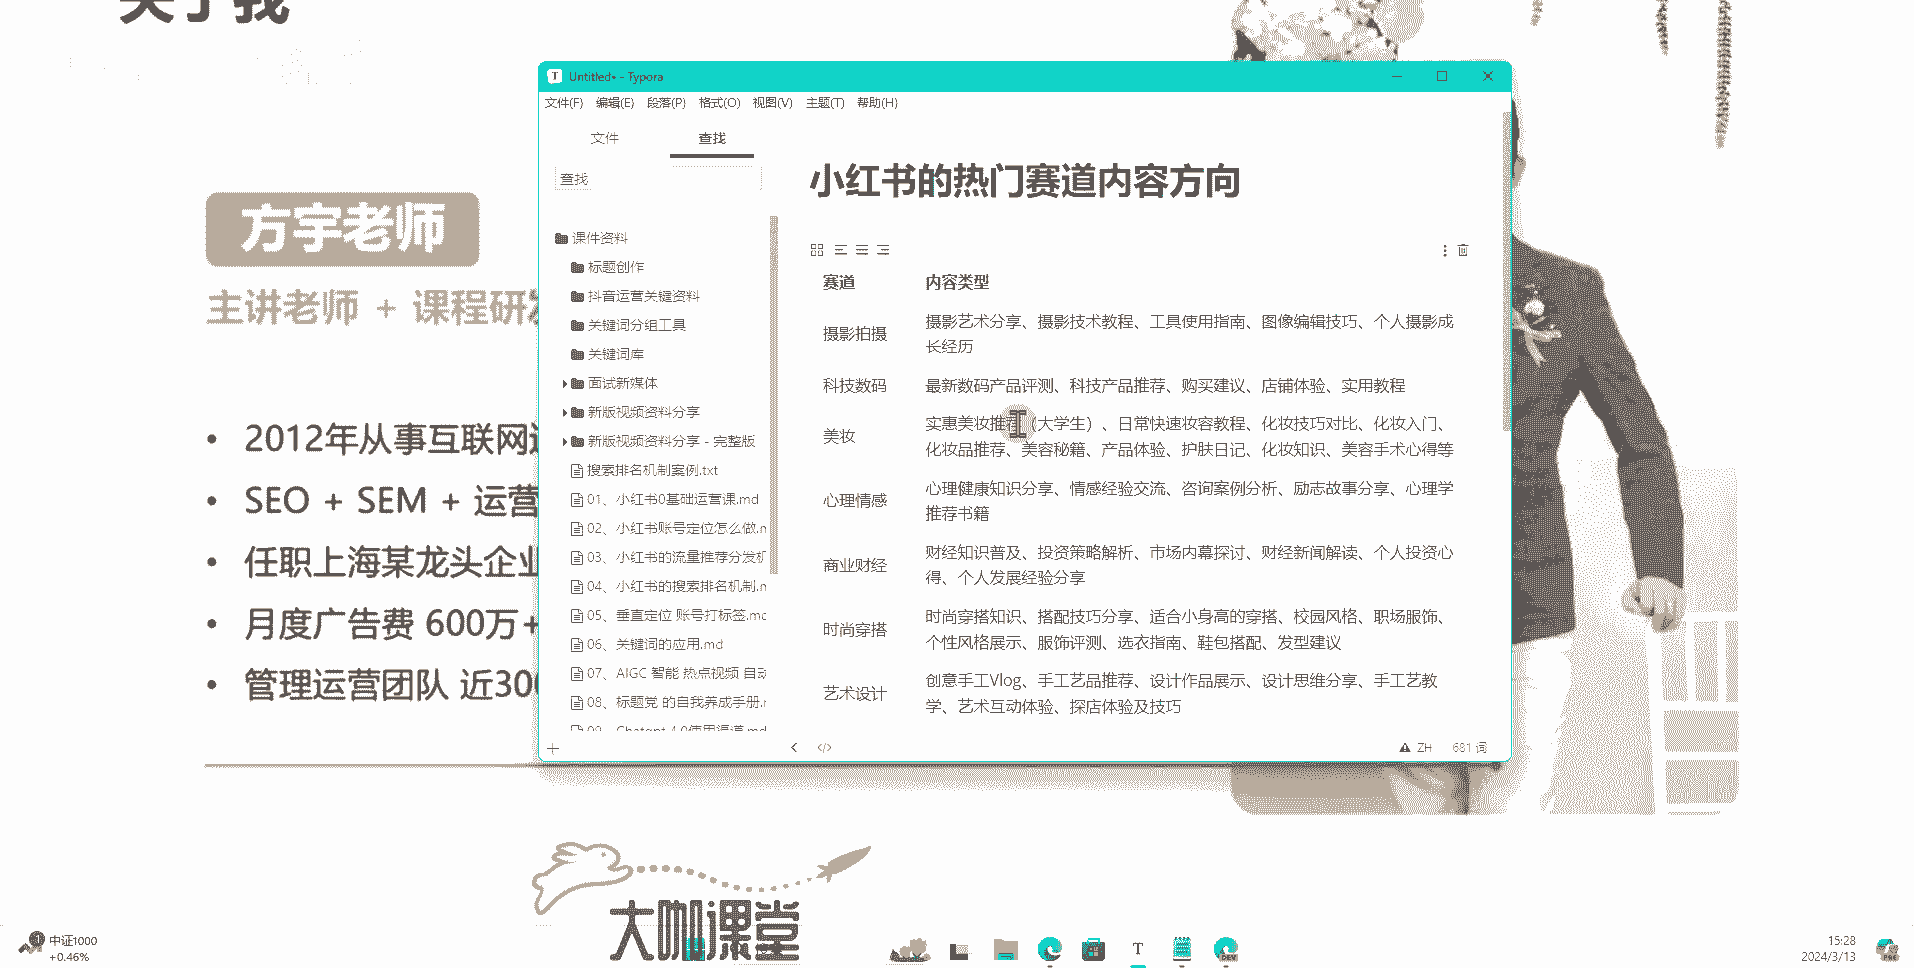 关于我
方宇老师
主讲老师 + 课程研发
2012年从事互联网
SEO + SEM + 运营
任职上海某龙头企业
月度广告费 600万+
管理运营团队 近30
Untitled• - Typora
文件(F) 编辑(E) 段落(P) 格式(O) 视图(V) 主题(T) 帮助(H)
文件 查找
查找
课件资料
标题创作
抖音运营关键资料
关键词分组工具
关键词库
面试新媒体
新版视频资料分享
新版视频资料分享 - 完整版
搜索排名机制案例.txt
01、小红书0基础运营课.md
02、小红书账号定位怎么做.m
03、小红书的流量推荐分发机
04、小红书的搜索排名机制.m
05、垂直定位 账号打标签.mc
06、关键词的应用.md
07、AIGC 智能 热点视频 自动
08、标题党 的自我养成手册.r
09、Chatgpt 4.0使用渠道.md
小红书的热门赛道内容方向
赛道 内容类型
摄影拍摄 摄影艺术分享、摄影技术教程、工具使用指南、图像编辑技巧、个人摄影成
长经历
科技数码 最新数码产品评测、科技产品推荐、购买建议、店铺体验、实用教程
美妆 实惠美妆推荐（大学生）、日常快速妆容教程、化妆技巧对比、化妆入门、
化妆品推荐、美容秘籍、产品体验、护肤日记、化妆知识、美容手术心得等
心理情感 心理健康知识分享、情感经验交流、咨询案例分析、励志故事分享、心理学
推荐书籍
商业财经 财经知识普及、投资策略解析、市场内幕探讨、财经新闻解读、个人投资心
得、个人发展经验分享
时尚穿搭 时尚穿搭知识、搭配技巧分享、适合小身高的穿搭、校园风格、职场服饰、
个性风格展示、服饰评测、选衣指南、鞋包搭配、发型建议
艺术设计 创意手工Vlog、手工艺品推荐、设计作品展示、设计思维分享、手工艺教
学、艺术互动体验、探店体验及技巧
ZH 681 词
大咖课堂
中证1000
+0.46%
T
DEV
15:28
2024/3/13
PRE